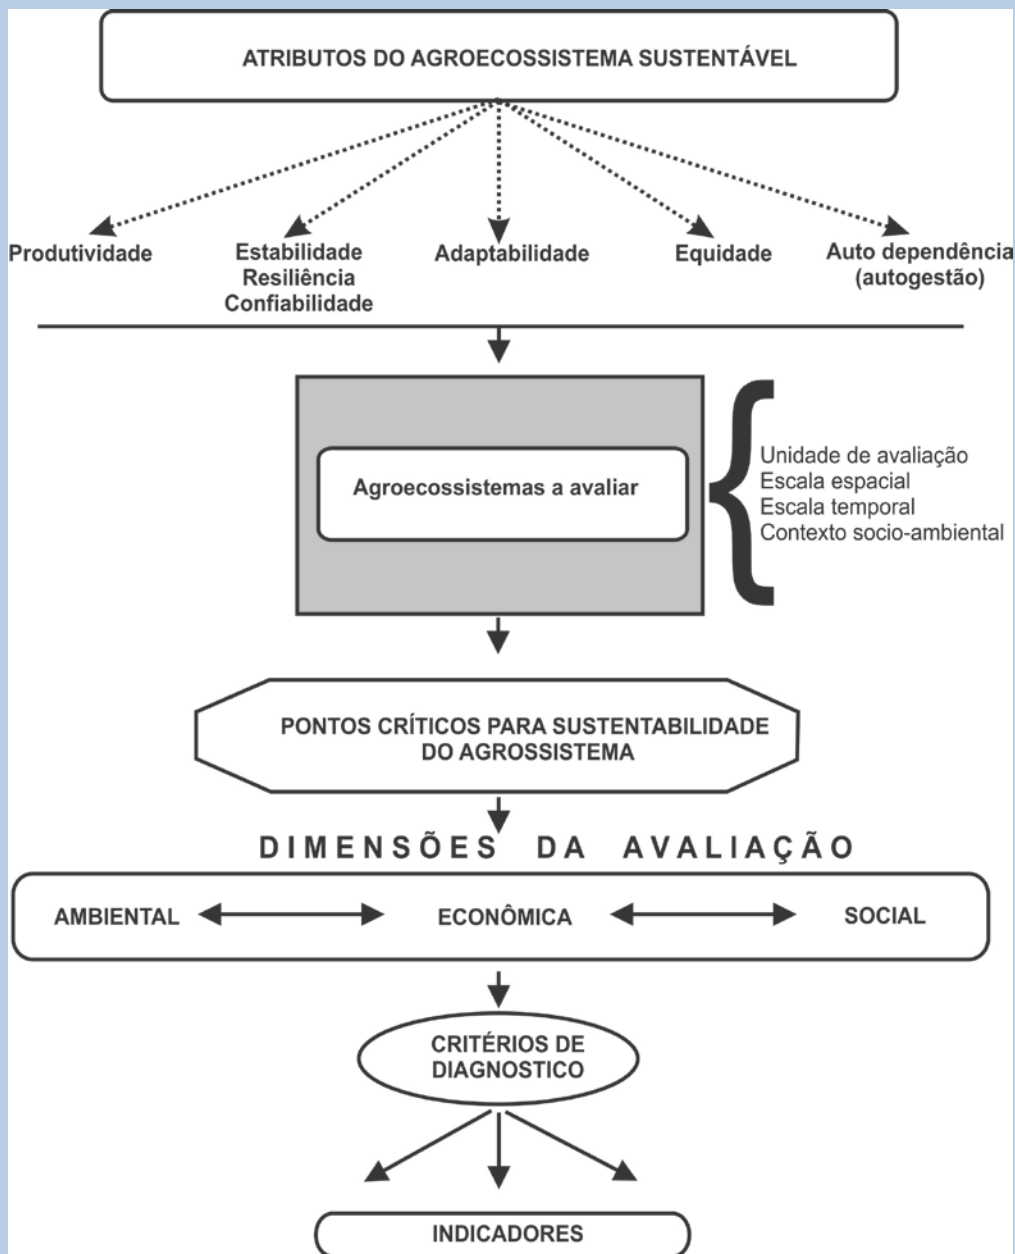 ATRIBUTOS DO AGROECOSSISTEMA SUSTENTÁVEL
Produtividade
Estabilidade
Resiliência
Confiabilidade
Adaptabilidade
Equidade
Auto dependência
(autogestão)
Agroecossistemas a avaliar
Unidade de avaliação
Escala espacial
Escala temporal
Contexto socio-ambiental
PONTOS CRÍTICOS PARA SUSTENTABILIDADE
DO AGROSSISTEMA
DIMENSÕES DA AVALIAÇÃO
AMBIENTAL
ECONÔMICA
SOCIAL
CRITÉRIOS DE
DIAGNOSTICO
INDICADORES